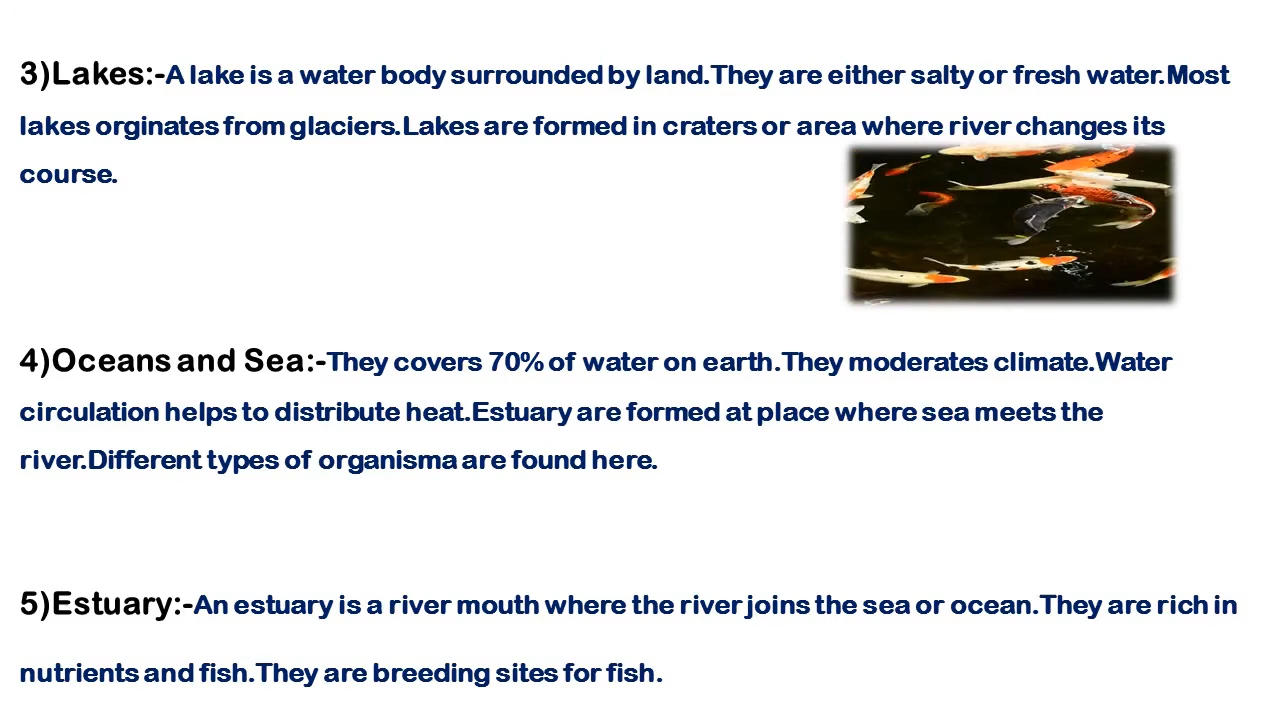 3)Lakes:-A lake is a water body surrounded by land.They are either salty or fresh water.Most
lakes orginates from glaciers.Lakes are formed in craters or area where river changes its
course.
4)Oceans and Sea:-They covers 70% of water on earth.They moderates climate.Water
circulation helps to distribute heat.Estuary are formed at place where sea meets the
river.Different types of organisma are found here.
5)Estuary:-An estuary is a river mouth where the river joins the sea or ocean.They are rich in
nutrients and fish.They are breeding sites for fish.